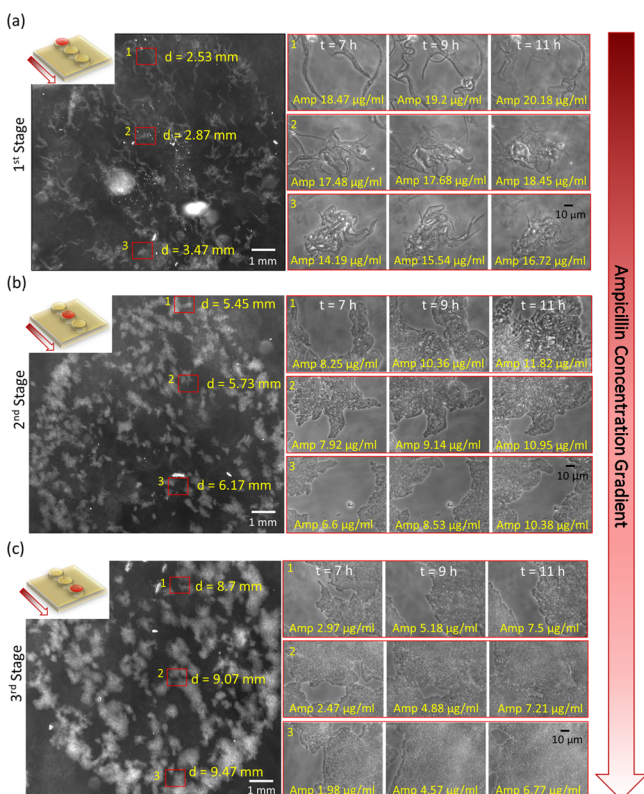 (a)
1st Stage
1
d = 2.53 mm
2
d = 2.87 mm
3
d = 3.47 mm
1 mm
1
t = 7 h
t = 9 h
t = 11 h
Amp 18.47 µg/ml
Amp 19.2 µg/ml
Amp 20.18 µg/ml
2
Amp 17.48 µg/ml
Amp 17.68 µg/ml
Amp 18.45 µg/ml
3
10 µm
Amp 14.19 µg/ml
Amp 15.54 µg/ml
Amp 16.72 µg/ml
(b)
2nd Stage
1
d = 5.45 mm
2
d = 5.73 mm
3
d = 6.17 mm
1 mm
1
t = 7 h
t = 9 h
t = 11 h
Amp 8.25 µg/ml
Amp 10.36 µg/ml
Amp 11.82 µg/ml
2
Amp 7.92 µg/ml
Amp 9.14 µg/ml
Amp 10.95 µg/ml
3
10 µm
Amp 6.6 µg/ml
Amp 8.53 µg/ml
Amp 10.38 µg/ml
(c)
3rd Stage
1
d = 8.7 mm
2
d = 9.07 mm
3
d = 9.47 mm
1 mm
1
t = 7 h
t = 9 h
t = 11 h
Amp 2.97 µg/ml
Amp 5.18 µg/ml
Amp 7.5 µg/ml
2
Amp 2.47 µg/ml
Amp 4.88 µg/ml
Amp 7.21 µg/ml
3
10 µm
Amp 1.98 µg/ml
Amp 4.57 µg/ml
Amp 6.77 µg/ml
Ampicillin Concentration Gradient